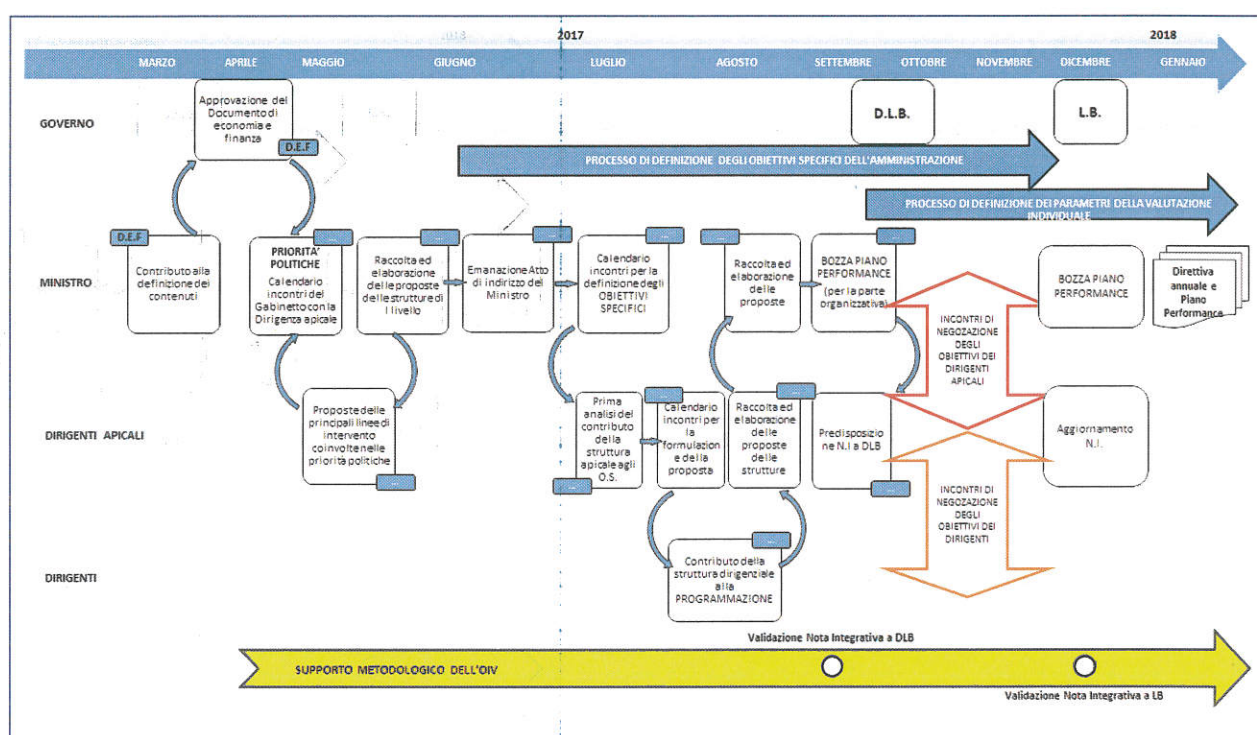 2017
2018
MARZO
APRILE
MAGGIO
GIUGNO
LUGLIO
AGOSTO
SETTEMBRE
OTTOBRE
NOVEMBRE
DICEMBRE
GENNAIO
GOVERNO
Approvazione del
Documento di
economia e
finanza
D.E.F
D.L.B.
L.B.
PROCESSO DI DEFINIZIONE DEGLI OBIETTIVI SPECIFICI DELL'AMMINISTRAZIONE
PROCESSO DI DEFINIZIONE DEI PARAMETRI DELLA VALUTAZIONE
INDIVIDUALE
MINISTRO
D.E.F
Contributo alla
definizione dei
contenuti
...
PRIORITA'
POLITICHE
Calendario
incontri del
Gabinetto con la
Dirigenza apicale
...
Raccolta ed
elaborazione
delle proposte
delle strutture di
I livello
...
Emanazione Atto
di indirizzo del
Ministro
...
Calendario
incontri per la
definizione degli
OBIETTIVI
SPECIFICI
...
Raccolta ed
elaborazione
delle
proposte
...
BOZZA PIANO
PERFORMANCE
(per la parte
organizzativa)
INCONTRI DI
NEGOZAZIONE
DEGLI
OBIETTIVI DEI
DIRIGENTI
APICALI
BOZZA PIANO
PERFORMANCE
Direttiva
annuale e
Piano
Performance
DIRIGENTI APICALI
Proposte delle
principali linee di
intervento
coinvolte nelle
priorità politiche
...
Prima
analisi del
contributo
della
struttura
apicale agli
O.S.
...
...
Calendario
incontri per
la
formulazion
e della
proposta
...
Raccolta ed
elaborazione
delle
proposte delle
strutture
Predisposizio
ne N.I a DLB
...
INCONTRI DI
NEGOZAZIONE
DEGLI
OBIETTIVI DEI
DIRIGENTI
Aggiornamento
N.I.
DIRIGENTI
...
Contributo della
struttura dirigenziale
alla
PROGRAMMAZIONE
Validazione Nota Integrativa a DLB
SUPPORTO METODOLOGICO DELL'OIV
Validazione Nota Integrativa a LB